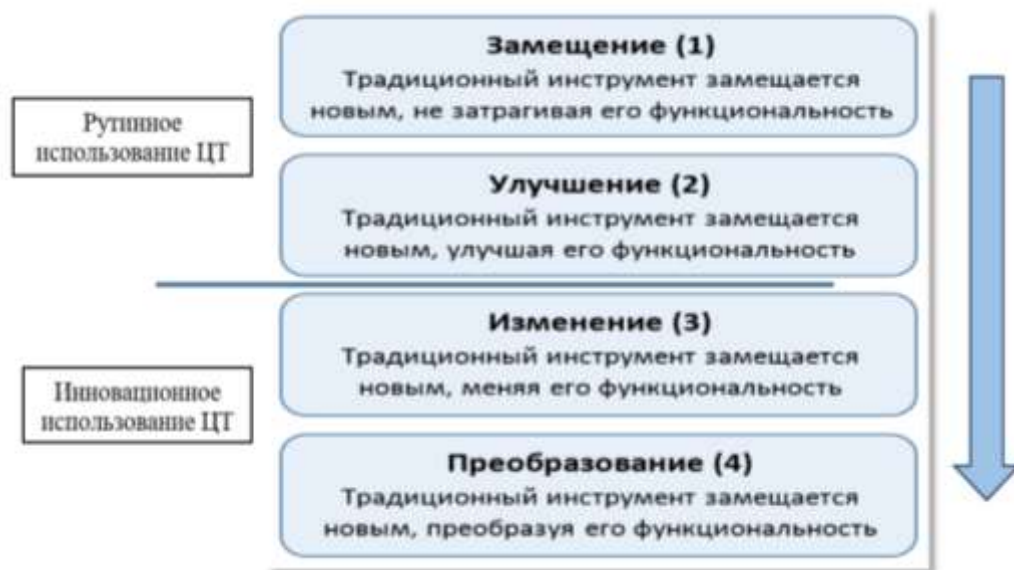 Замещение (1)
Традиционный инструмент замещается
новым, не затрагивая его функциональность
Рутинное
использование ЦТ
Улучшение (2)
Традиционный инструмент замещается
новым, улучшая его функциональность
Изменение (3)
Традиционный инструмент замещается
новым, меняя его функциональность
Инновационное
использование ЦТ
Преобразование (4)
Традиционный инструмент замещается
новым, преобразуя его функциональность